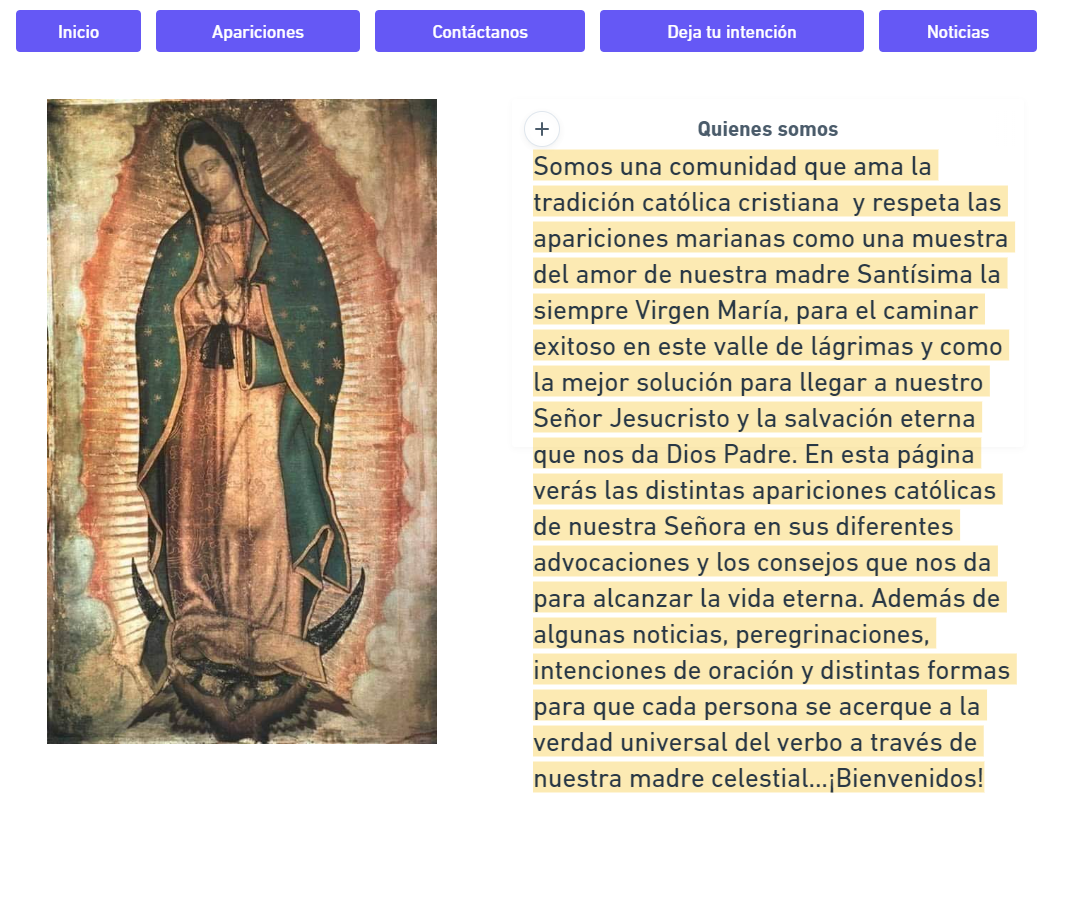 Inicio
Apariciones
Contáctanos
Deja tu intención
Noticias
Quienes somos
Somos una comunidad que ama la
tradición católica cristiana  y respeta las
apariciones marianas como una muestra
del amor de nuestra madre Santísima la
siempre Virgen María, para el caminar
exitoso en este valle de lágrimas y como
la mejor solución para llegar a nuestro
Señor Jesucristo y la salvación eterna
que nos da Dios Padre. En esta página
verás las distintas apariciones católicas
de nuestra Señora en sus diferentes
advocaciones y los consejos que nos da
para alcanzar la vida eterna. Además de
algunas noticias, peregrinaciones,
intenciones de oración y distintas formas
para que cada persona se acerque a la
verdad universal del verbo a través de
nuestra madre celestial...¡Bienvenidos!